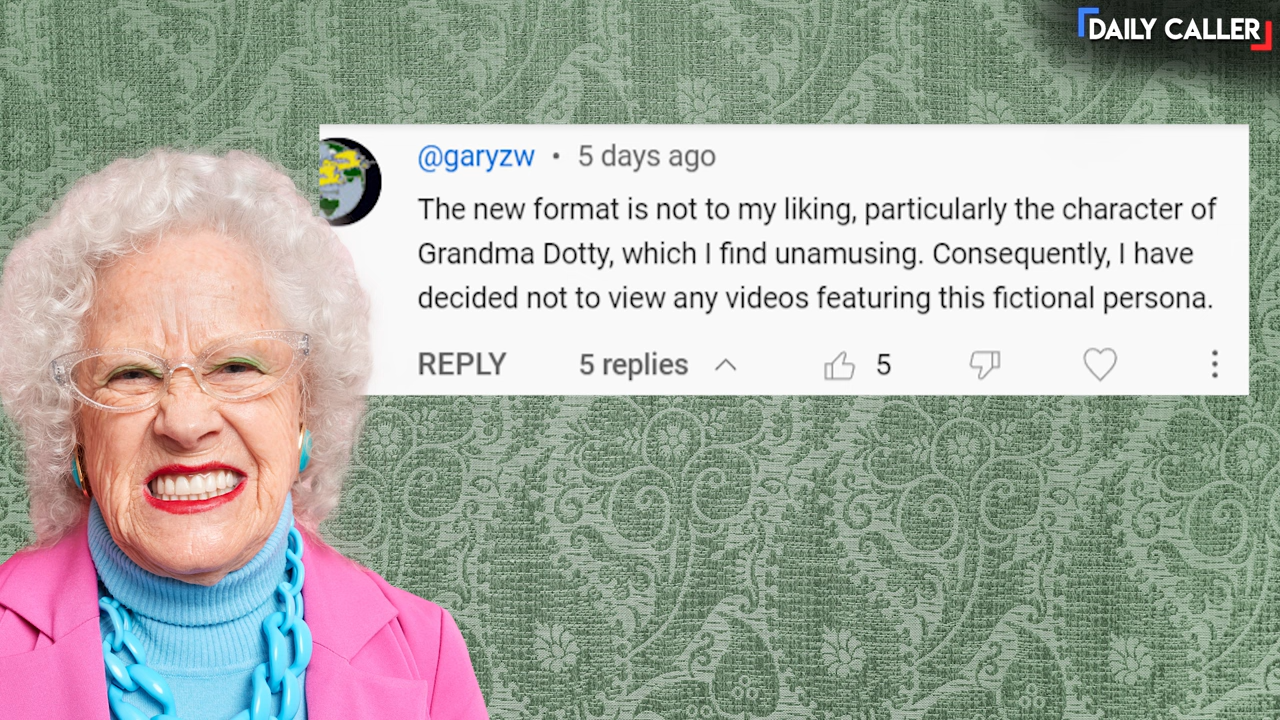 DAILY CALLER
@garyzw • 5 days ago
The new format is not to my liking, particularly the character of
Grandma Dotty, which I find unamusing. Consequently, I have
decided not to view any videos featuring this fictional persona.
REPLY 5 replies 5